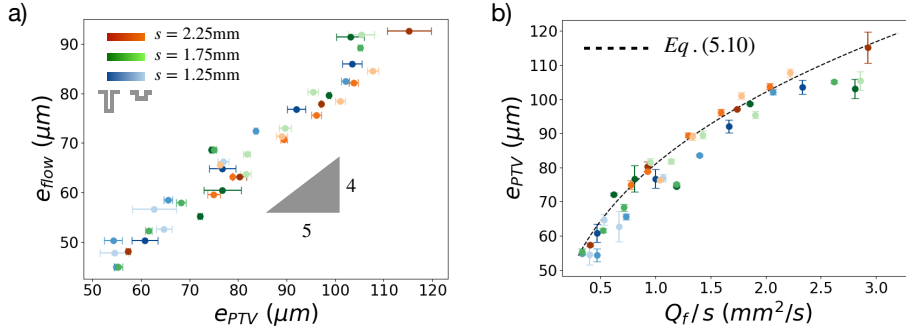 a)
s = 2.25mm
s = 1.75mm
s = 1.25mm
4
5
90
80
70
60
50
e_flow (μm)
50 60 70 80 90 100 110 120
e_PTV (μm)
b)
Eq.(5.10)
120
110
100
90
80
70
60
50
e_PTV (μm)
0.5 1.0 1.5 2.0 2.5 3.0
Q_f/s (mm²/s)